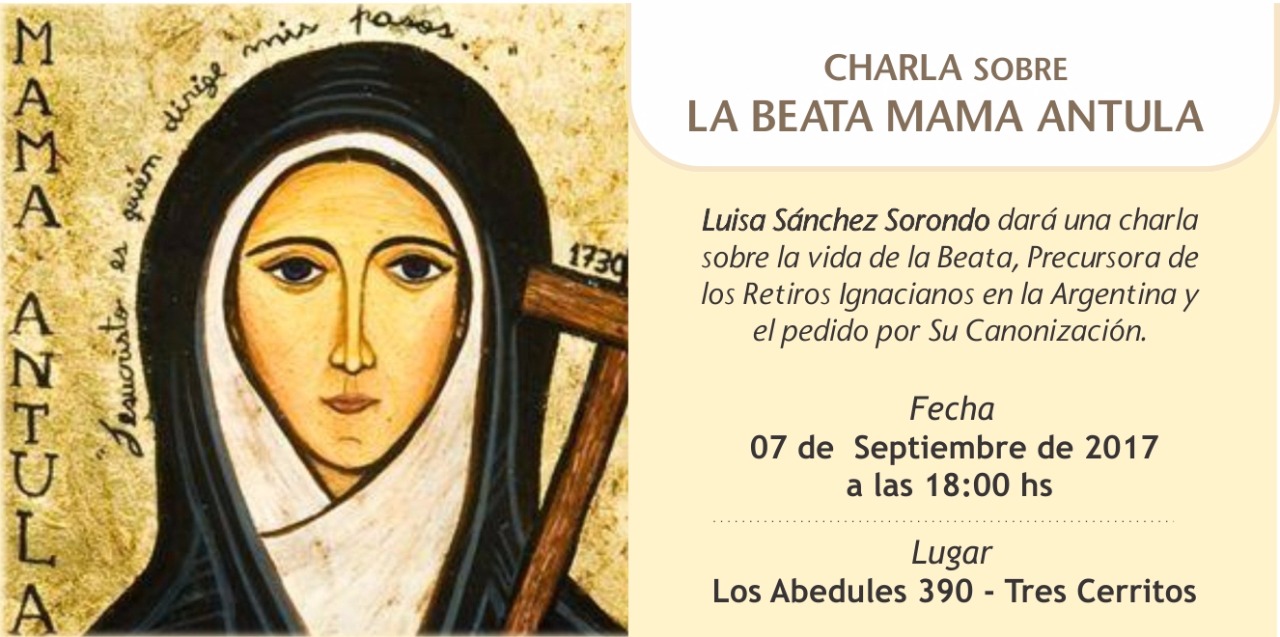 MAMA ANTULA
"Jesucristo es quién dirige mis pasos."
1730
CHARLA SOBRE
LA BEATA MAMA ANTULA
Luisa Sánchez Sorondo dará una charla
sobre la vida de la Beata, Precursora de
los Retiros Ignacianos en la Argentina y
el pedido por Su Canonización.
Fecha
07 de Septiembre de 2017
a las 18:00 hs
Lugar
Los Abedules 390 - Tres Cerritos